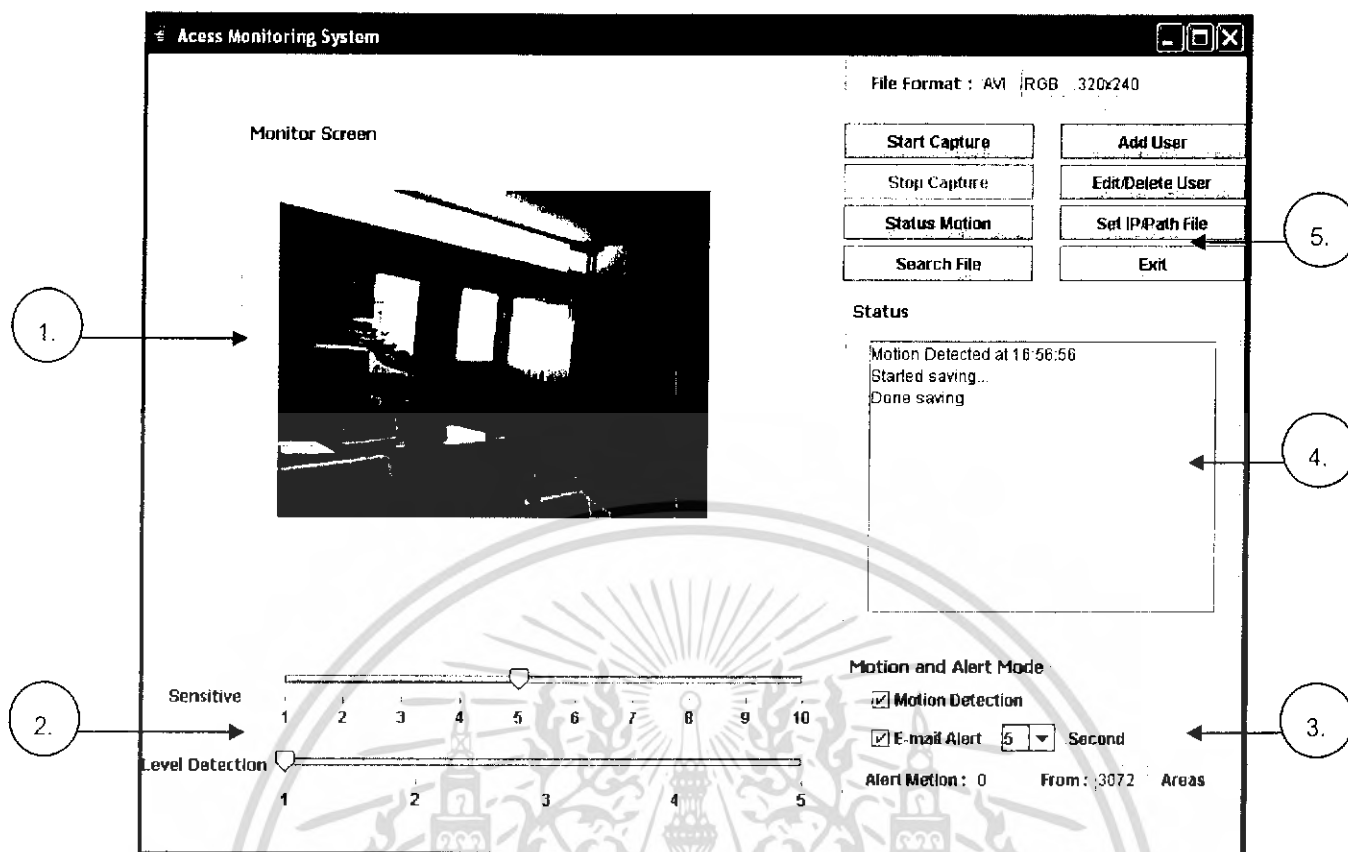 Acess Monitoring System
File Format : AVI RGB 320x240
Monitor Screen
Start Capture
Add User
Stop Capture
Edit/Delete User
Status Motion
Set IP/Path File
Search File
Exit
5.
1.
Status
Motion Detected at 16:56:56
Started saving...
Done saving
4.
Sensitive
1 2 3 4 5 6 7 8 9 10
2.
Level Detection
1 2 3 4 5
Motion and Alert Mode
Motion Detection
E-mail Alert 5 Second
3.
Alert Motion : 0 From : 3072 Areas